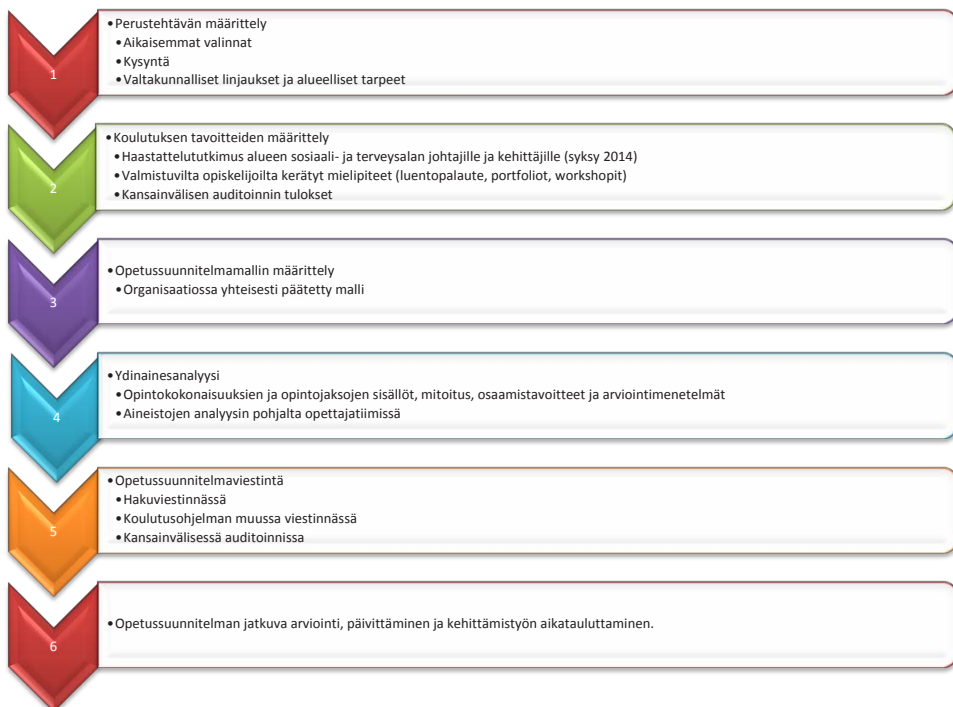 1
•Perustehtävän määrittely
•Aikaisemmat valinnat
•Kysyntä
•Valtakunnalliset linjaukset ja alueelliset tarpeet
2
•Koulutuksen tavoitteiden määrittely
•Haastattelututkimus alueen sosiaali- ja terveysalan johtajille ja kehittäjille (syksy 2014)
•Valmistuvilta opiskelijoilta kerätyt mielipiteet (luentopalaute, portfoliot, workshopit)
•Kansainvälisen auditoinnin tulokset
3
•Opetussuunnitelmamallin määrittely
•Organisaatiossa yhteisesti päätetty malli
4
•Ydinainesanalyysi
•Opintokokonaisuuksien ja opintojaksojen sisällöt, mitoitus, osaamistavoitteet ja arviointimenetelmät
•Aineistojen analyysin pohjalta opettajatiimissä
5
•Opetussuunnitelmaviestintä
•Hakuviestinnässä
•Koulutusohjelman muussa viestinnässä
•Kansainvälisessä auditoinnissa
6
•Opetussuunnitelman jatkuva arviointi, päivittäminen ja kehittämistyön aikatauluttaminen.